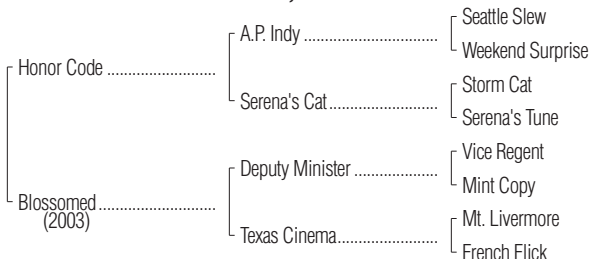 Seattle Slew
A.P. Indy ........................
Weekend Surprise
Honor Code .........................
Storm Cat
Serena's Cat........................
Serena's Tune
Vice Regent
Deputy Minister ...................
Mint Copy
Blossomed...........................
(2003)
Mt. Livermore
Texas Cinema.......................
French Flick